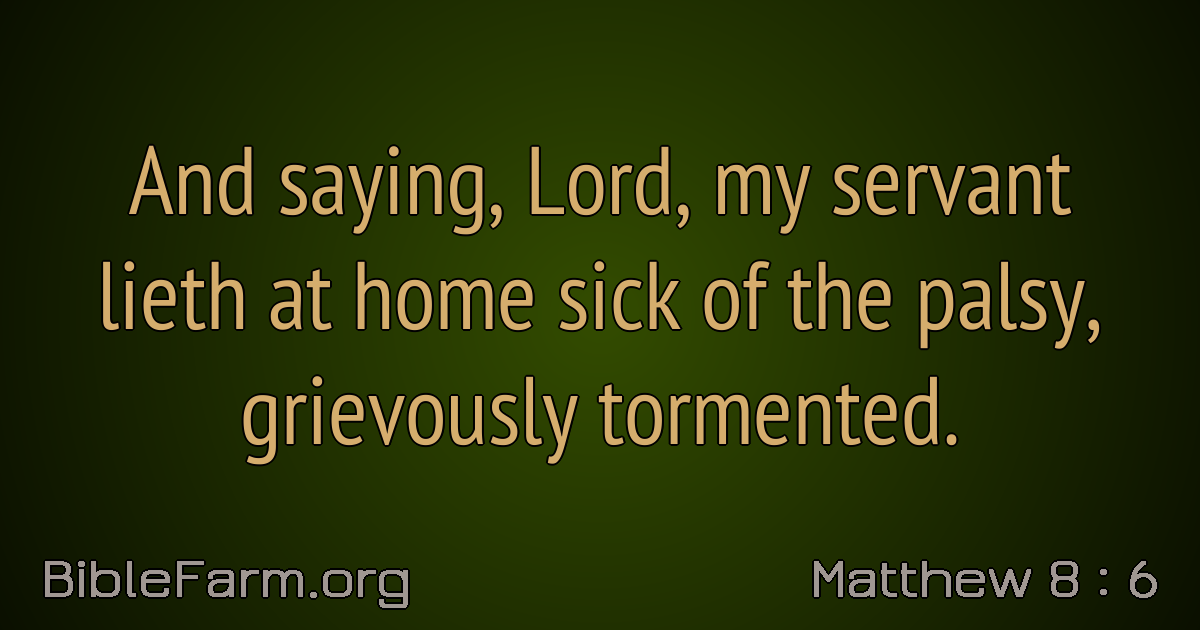 And saying, Lord, my servant
lieth at home sick of the palsy,
grievously tormented.
BibleFarm.org
Matthew 8 : 6